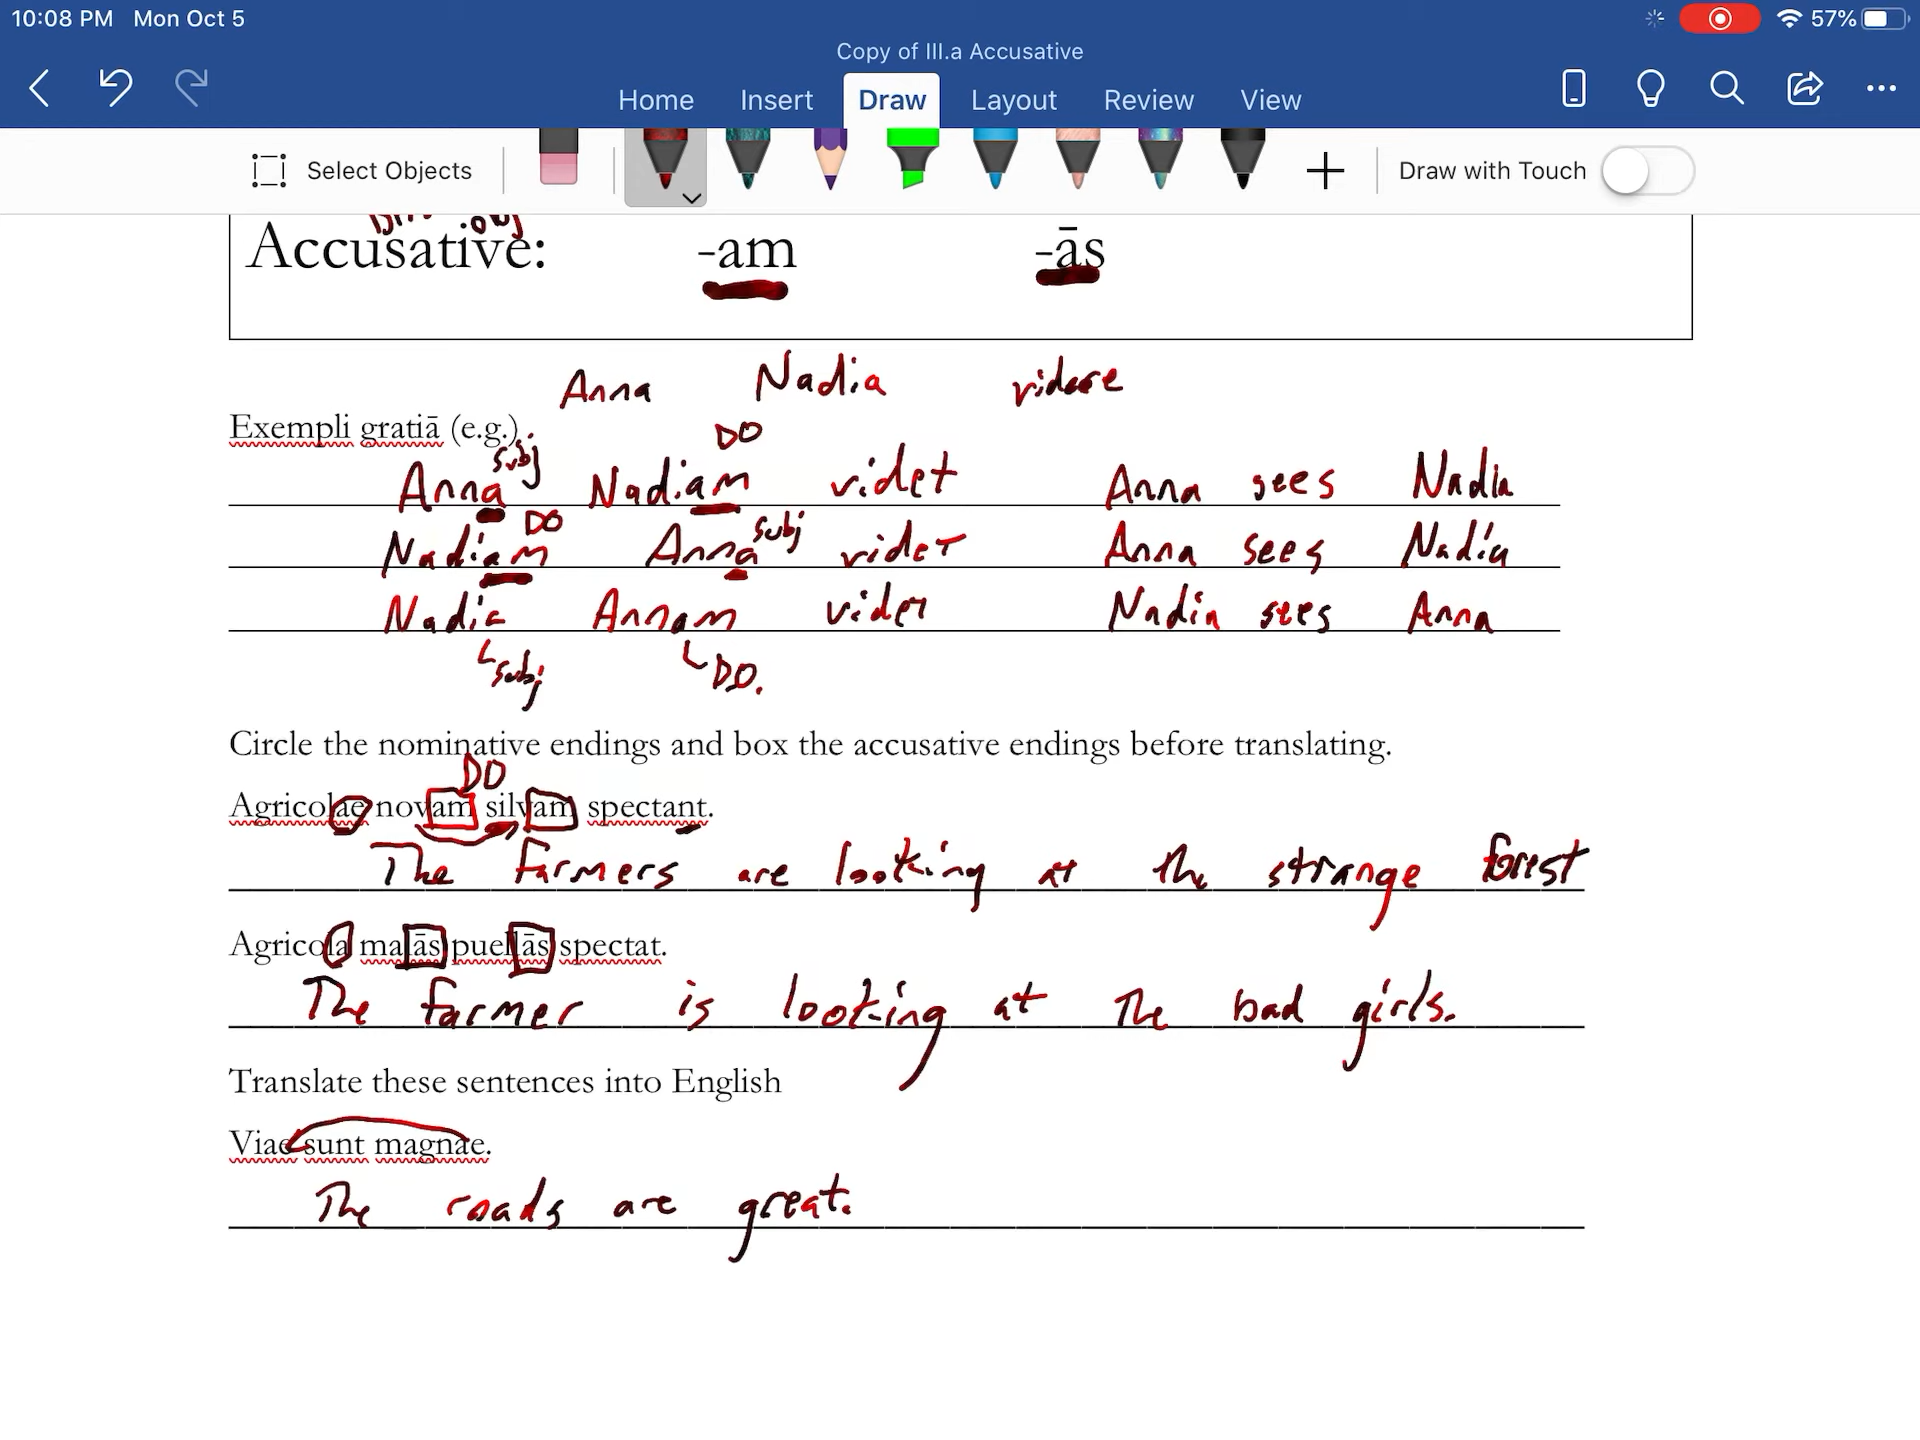 10:08 PM Mon Oct 5 57%
Copy of III.a Accusative
Home Insert Draw Layout Review View
Select Objects Draw with Touch
obj
Accusative: -am -ās
Anna Nadia videre
Exempli gratiā (e.g.)
subj DO
Anna Nadiam videt Anna sees Nadia
DO subj
Nadiam Anna videt Anna sees Nadia
Nadia Annam videt Nadia sees Anna
subj DO.
Circle the nominative endings and box the accusative endings before translating.
DO
Agricolae novam silvam spectant.
The farmers are looking at the strange forest
Agricola malās puellās spectat.
The farmer is looking at the bad girls.
Translate these sentences into English
Viae sunt magnae.
The roads are great.